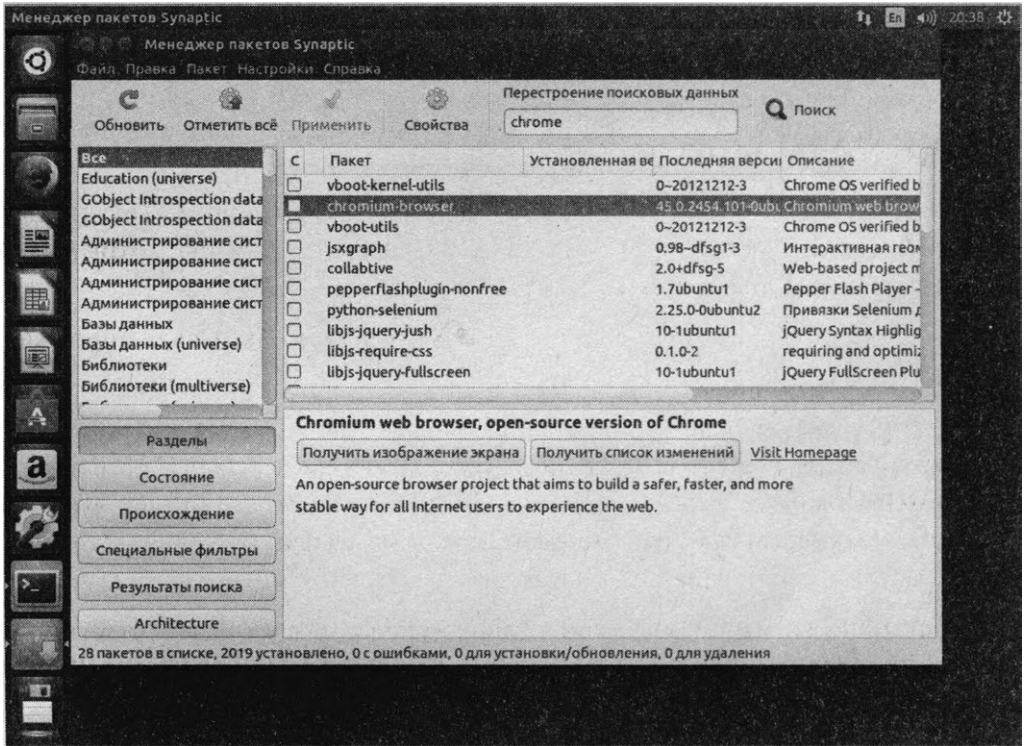 Менеджер пакетов Synaptic
En 20:38
Менеджер пакетов Synaptic
Файл Правка Пакет Настройки Справка
Обновить Отметить всё Применить Свойства
Перестроение поисковых данных
chrome
Поиск
С Пакет Установленная ве Последняя верси Описание
Все
Education (universe)
GObject Introspection data
GObject Introspection data
Администрирование сист
Администрирование сист
Администрирование сист
Администрирование сист
Базы данных
Базы данных (universe)
Библиотеки
Библиотеки (multiverse)
vboot-kernel-utils 0~20121212-3 Chrome OS verified b
chromium-browser 45.0.2454.101-0ubu Chromium web brow
vboot-utils 0~20121212-3 Chrome OS verified b
jsxgraph 0.98~dfsg1-3 Интерактивная геом
collabtive 2.0+dfsg-5 Web-based project m
pepperflashplugin-nonfree 1.7ubuntu1 Pepper Flash Player -
python-selenium 2.25.0-0ubuntu2 Привязки Selenium д
libjs-jquery-jush 10-1ubuntu1 jQuery Syntax Highlig
libjs-require-css 0.1.0-2 requiring and optimiz
libjs-jquery-fullscreen 10-1ubuntu1 jQuery FullScreen Plu
Разделы
Состояние
Происхождение
Специальные фильтры
Результаты поиска
Architecture
Chromium web browser, open-source version of Chrome
Получить изображение экрана Получить список изменений Visit Homepage
An open-source browser project that aims to build a safer, faster, and more
stable way for all Internet users to experience the web.
28 пакетов в списке, 2019 установлено, 0 с ошибками, 0 для установки/обновления, 0 для удаления